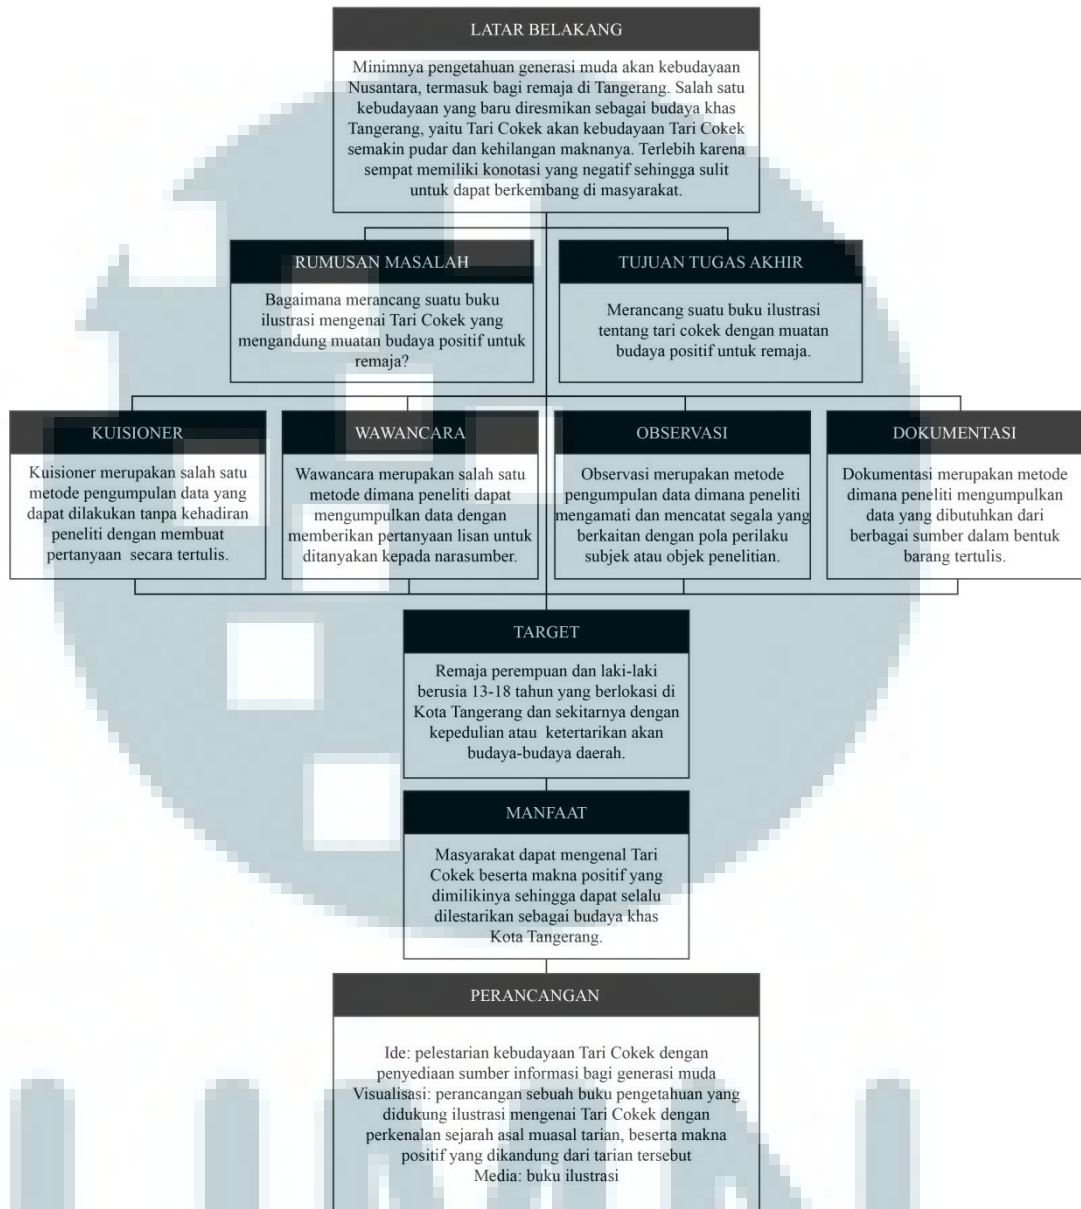 LATAR BELAKANG
Minimnya pengetahuan generasi muda akan kebudayaan
Nusantara, termasuk bagi remaja di Tangerang. Salah satu
kebudayaan yang baru diresmikan sebagai budaya khas
Tangerang, yaitu Tari Cokek akan kebudayaan Tari Cokek
semakin pudar dan kehilangan maknanya. Terlebih karena
sempat memiliki konotasi yang negatif sehingga sulit
untuk dapat berkembang di masyarakat.
RUMUSAN MASALAH
Bagaimana merancang suatu buku
ilustrasi mengenai Tari Cokek yang
mengandung muatan budaya positif untuk
remaja?
TUJUAN TUGAS AKHIR
Merancang suatu buku ilustrasi
tentang tari cokek dengan muatan
budaya positif untuk remaja.
KUISIONER
Kuisioner merupakan salah satu
metode pengumpulan data yang
dapat dilakukan tanpa kehadiran
peneliti dengan membuat
pertanyaan secara tertulis.
WAWANCARA
Wawancara merupakan salah satu
metode dimana peneliti dapat
mengumpulkan data dengan
memberikan pertanyaan lisan untuk
ditanyakan kepada narasumber.
OBSERVASI
Observasi merupakan metode
pengumpulan data dimana peneliti
mengamati dan mencatat segala yang
berkaitan dengan pola perilaku
subjek atau objek penelitian.
DOKUMENTASI
Dokumentasi merupakan metode
dimana peneliti mengumpulkan
data yang dibutuhkan dari
berbagai sumber dalam bentuk
barang tertulis.
TARGET
Remaja perempuan dan laki-laki
berusia 13-18 tahun yang berlokasi di
Kota Tangerang dan sekitarnya dengan
kepedulian atau ketertarikan akan
budaya-budaya daerah.
MANFAAT
Masyarakat dapat mengenal Tari
Cokek beserta makna positif yang
dimilikinya sehingga dapat selalu
dilestarikan sebagai budaya khas
Kota Tangerang.
PERANCANGAN
Ide: pelestarian kebudayaan Tari Cokek dengan
penyediaan sumber informasi bagi generasi muda
Visualisasi: perancangan sebuah buku pengetahuan yang
didukung ilustrasi mengenai Tari Cokek dengan
perkenalan sejarah asal muasal tarian, beserta makna
positif yang dikandung dari tarian tersebut
Media: buku ilustrasi